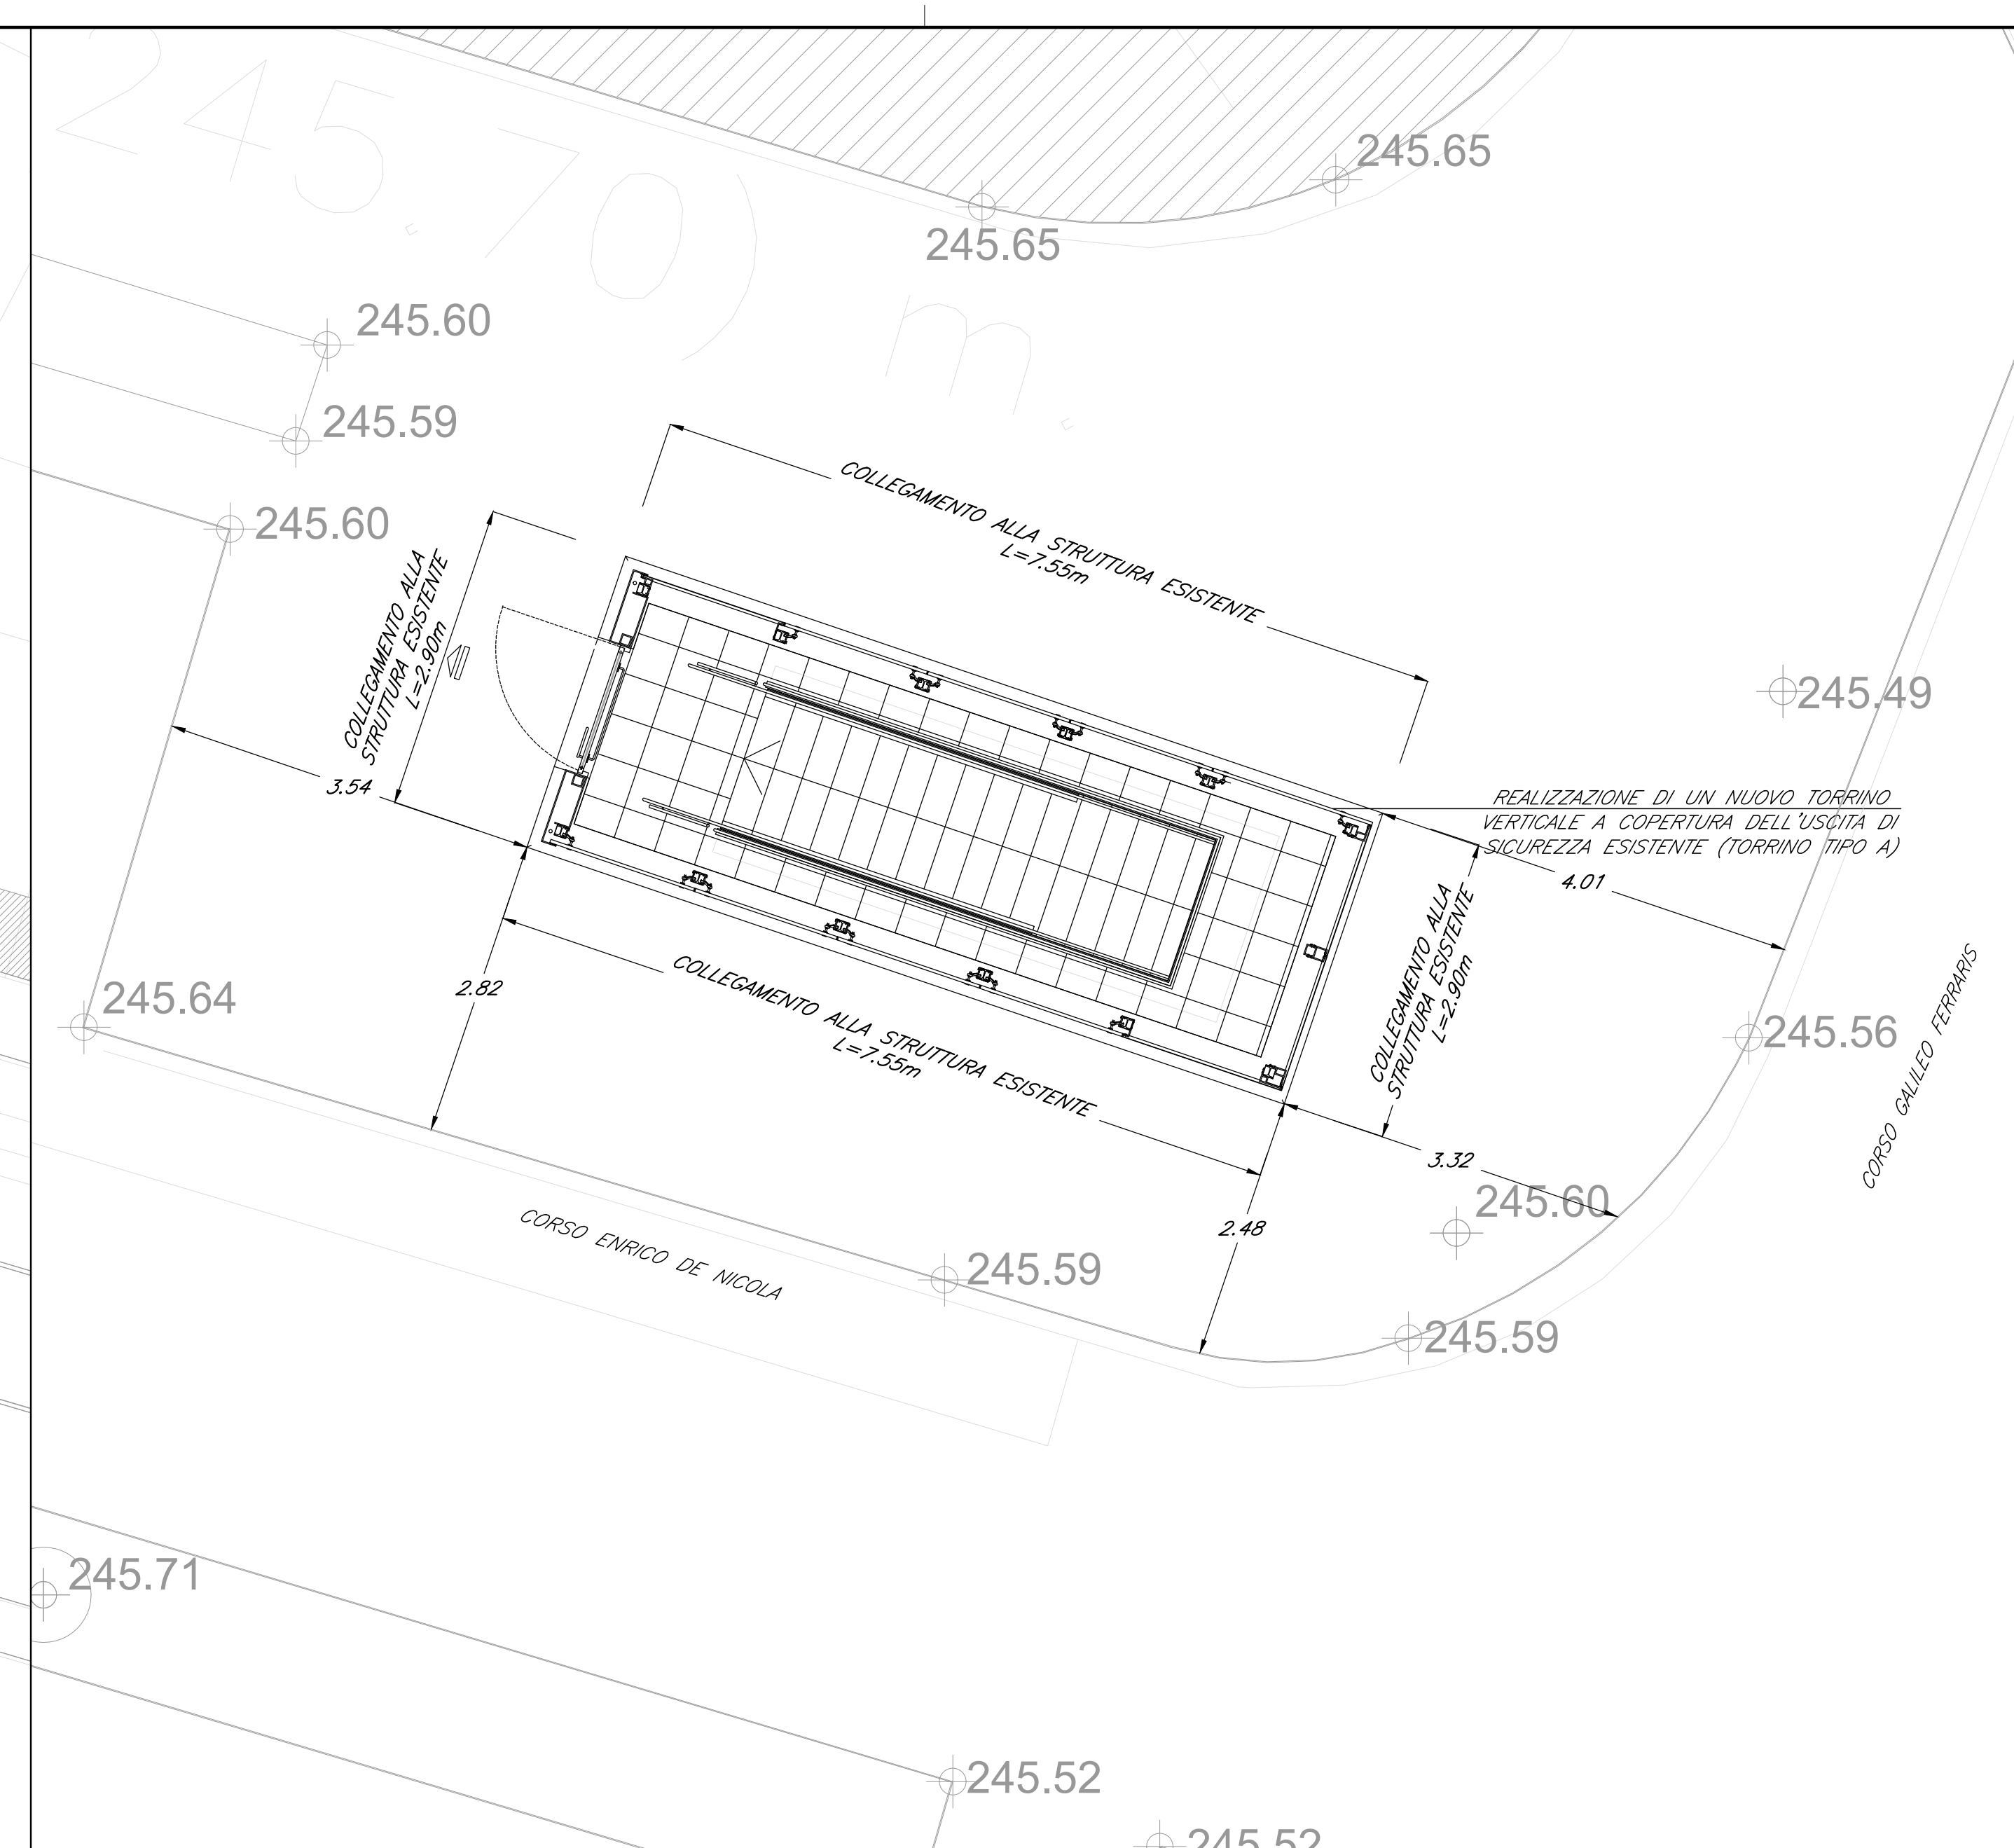 245.70) m.
245.65
245.65
245.60
245.59
245.60
COLLEGAMENTO ALLA STRUTTURA ESISTENTE
L=7.55m
COLLEGAMENTO ALLA
STRUTTURA ESISTENTE
L=2.90m
245.49
3.54
REALIZZAZIONE DI UN NUOVO TORRINO
VERTICALE A COPERTURA DELL'USCITA DI
SICUREZZA ESISTENTE (TORRINO TIPO A)
4.01
COLLEGAMENTO ALLA
STRUTTURA ESISTENTE
L=2.90m
2.82
COLLEGAMENTO ALLA STRUTTURA ESISTENTE
L=7.55m
245.64
245.56
CORSO GALILEO FERRARIS
3.32
245.60
2.48
CORSO ENRICO DE NICOLA
245.59
245.59
245.71
245.52
245.52